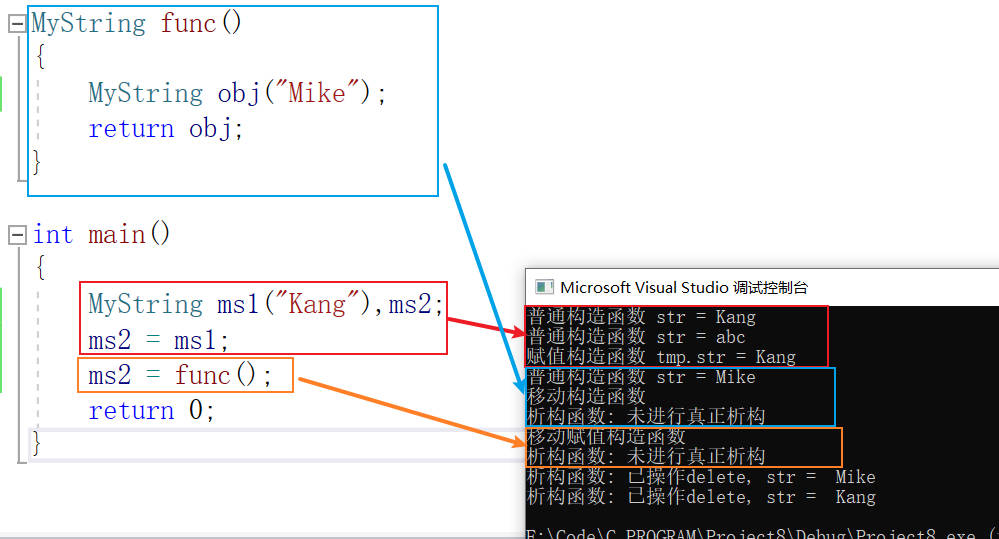 MyString func()
{
MyString obj("Mike");
return obj;
}
int main()
{
MyString ms1("Kang"),ms2;
ms2 = ms1;
ms2 = func();
return 0;
}
Microsoft Visual Studio 调试控制台
普通构造函数 str = Kang
普通构造函数 str = abc
赋值构造函数 tmp.str = Kang
普通构造函数 str = Mike
移动构造函数
析构函数: 未进行真正析构
移动赋值构造函数
析构函数: 未进行真正析构
析构函数: 已操作delete, str =  Mike
析构函数: 已操作delete, str =  Kang
E:\Code\C PROGRAM\Project8\Debug\Project8.exe